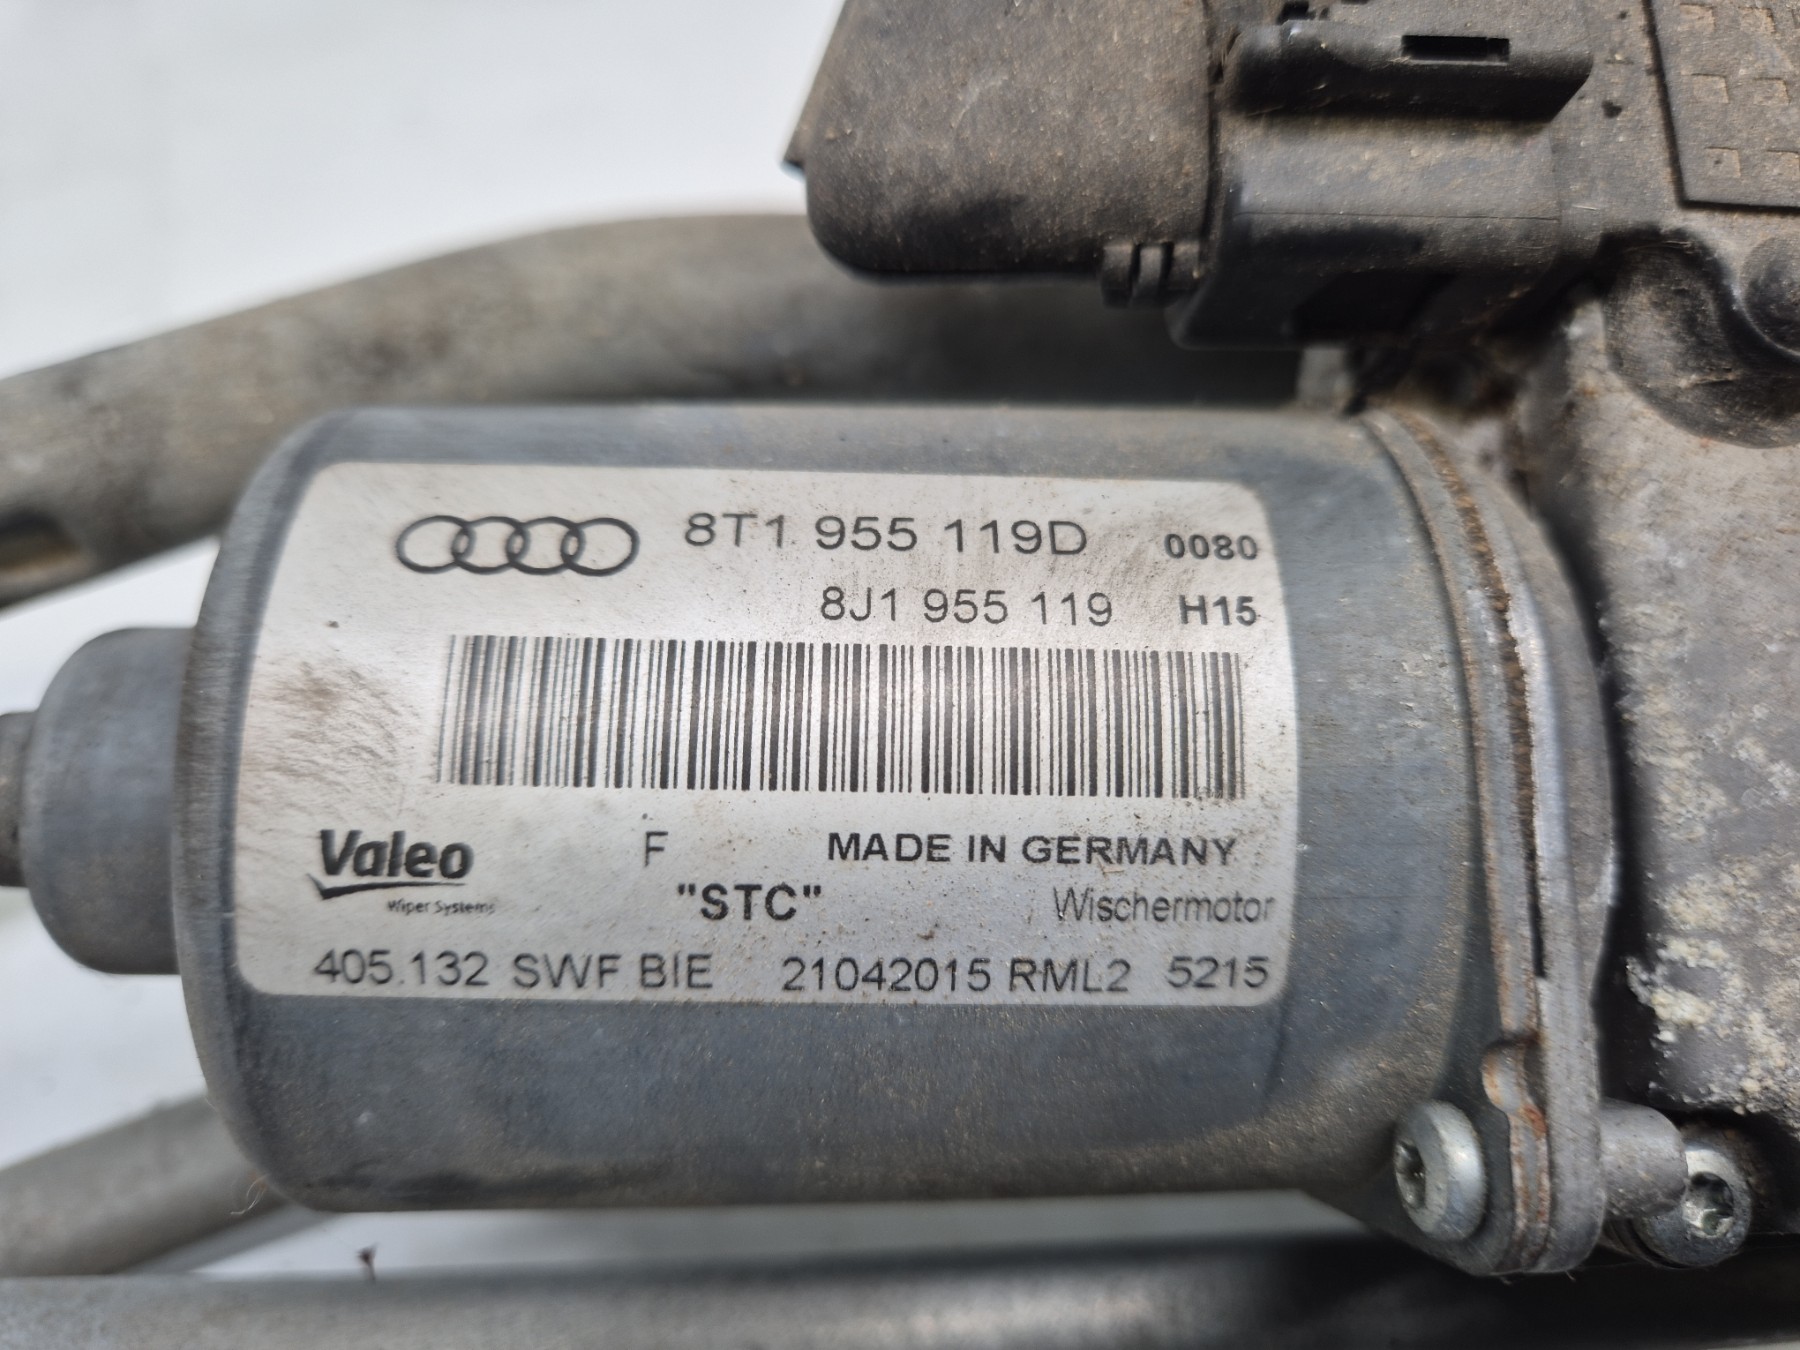 8T1 955 119D 0080
8J1 955 119 H15
Valeo F MADE IN GERMANY
Wiper Systems "STC" Wischermotor
405.132 SWF BIE 21042015 RML2 5215